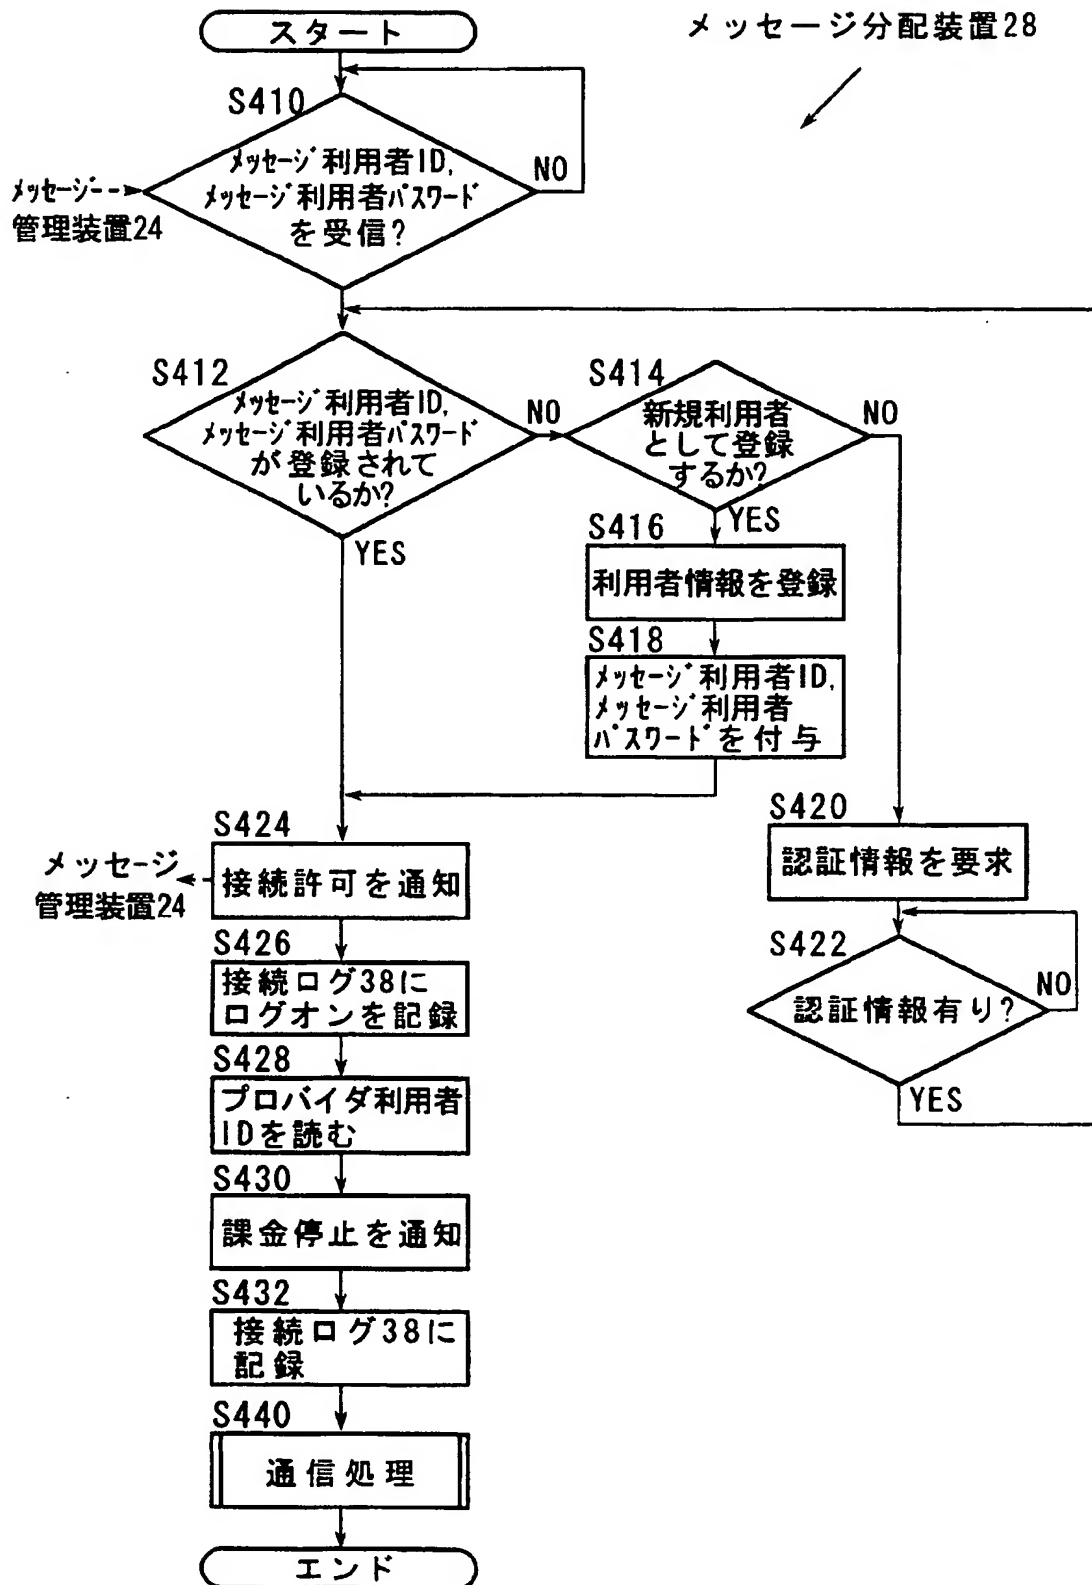 スタート
メッセージ分配装置28
S410
メッセージ利用者ID,
メッセージ利用者パスワード
を受信?
NO
メッセージ
管理装置24
S412
メッセージ利用者ID,
メッセージ利用者パスワード
が登録されて
いるか?
NO
YES
S414
新規利用者
として登録
するか?
NO
YES
S416
利用者情報を登録
S418
メッセージ利用者ID,
メッセージ利用者
パスワードを付与
S420
認証情報を要求
S422
認証情報有り?
NO
YES
S424
接続許可を通知
メッセージ
管理装置24
S426
接続ログ38に
ログオンを記録
S428
プロバイダ利用者
IDを読む
S430
課金停止を通知
S432
接続ログ38に
記録
S440
通信処理
エンド